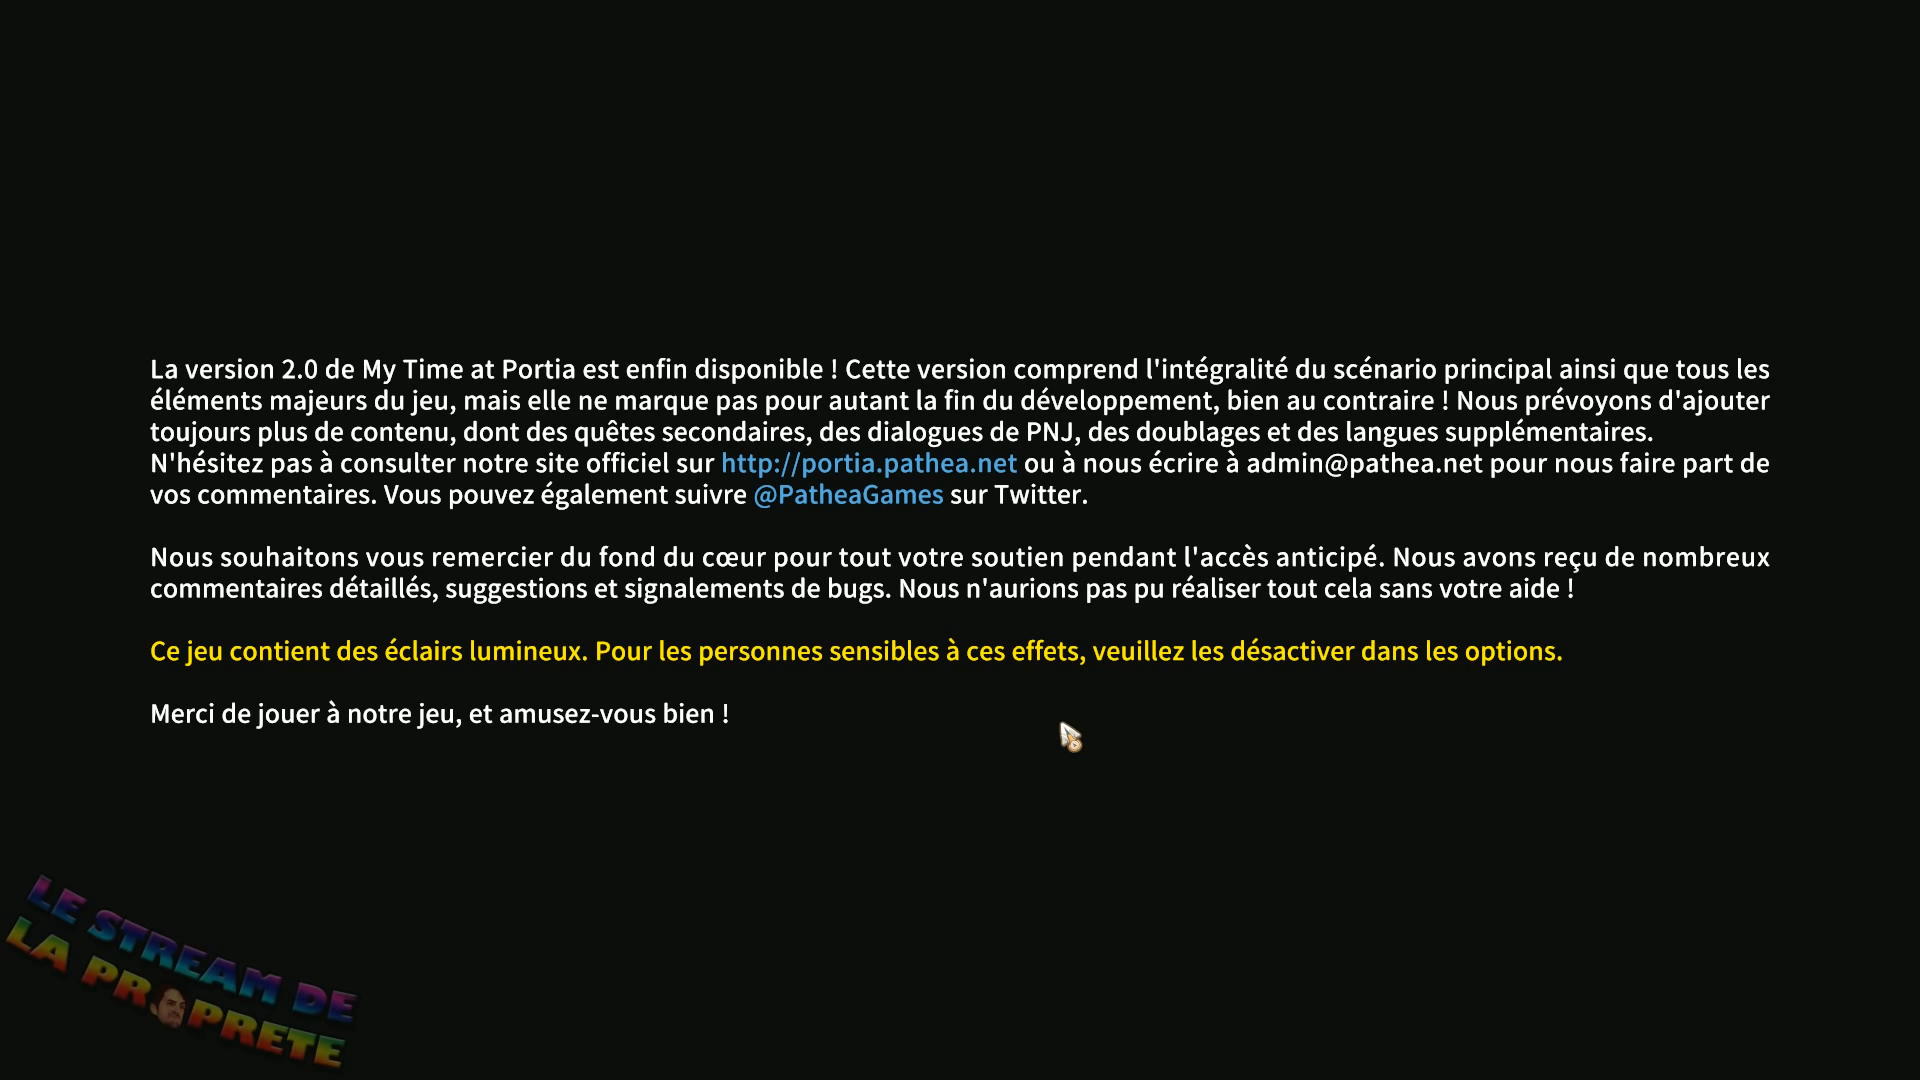 La version 2.0 de My Time at Portia est enfin disponible ! Cette version comprend l'intégralité du scénario principal ainsi que tous les
éléments majeurs du jeu, mais elle ne marque pas pour autant la fin du développement, bien au contraire ! Nous prévoyons d'ajouter
toujours plus de contenu, dont des quêtes secondaires, des dialogues de PNJ, des doublages et des langues supplémentaires.
N'hésitez pas à consulter notre site officiel sur http://portia.pathea.net ou à nous écrire à admin@pathea.net pour nous faire part de
vos commentaires. Vous pouvez également suivre @PatheaGames sur Twitter.
Nous souhaitons vous remercier du fond du cœur pour tout votre soutien pendant l'accès anticipé. Nous avons reçu de nombreux
commentaires détaillés, suggestions et signalements de bugs. Nous n'aurions pas pu réaliser tout cela sans votre aide !
Ce jeu contient des éclairs lumineux. Pour les personnes sensibles à ces effets, veuillez les désactiver dans les options.
Merci de jouer à notre jeu, et amusez-vous bien !
LE STREAM DE
LA PROPRETE